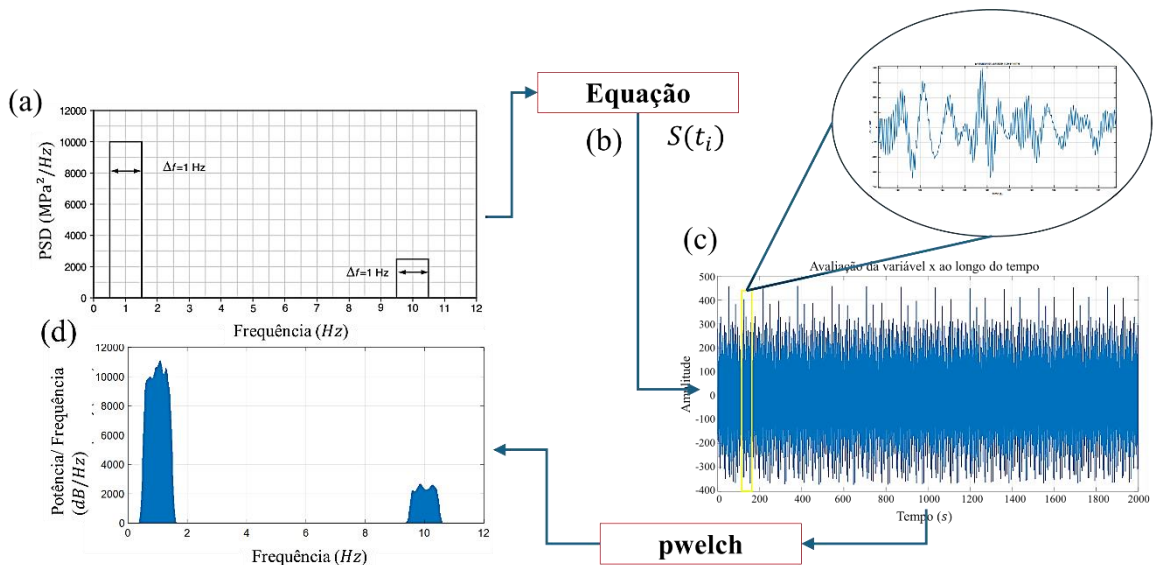 (a)
12000
10000
8000
6000
4000
2000
0
PSD (MPa²/Hz)
Δf=1 Hz
Δf=1 Hz
0 1 2 3 4 5 6 7 8 9 10 11 12
Frequência (Hz)
Equação
(b) S(t_i)
(c)
Avaliação da variável x ao longo do tempo
500
400
300
200
100
0
-100
-200
-300
-400
Amplitude
0 200 400 600 800 1000 1200 1400 1600 1800 2000
Tempo (s)
pwelch
(d)
12000
10000
8000
6000
4000
2000
0
Potência/ Frequência
(dB/Hz)
0 2 4 6 8 10 12
Frequência (Hz)